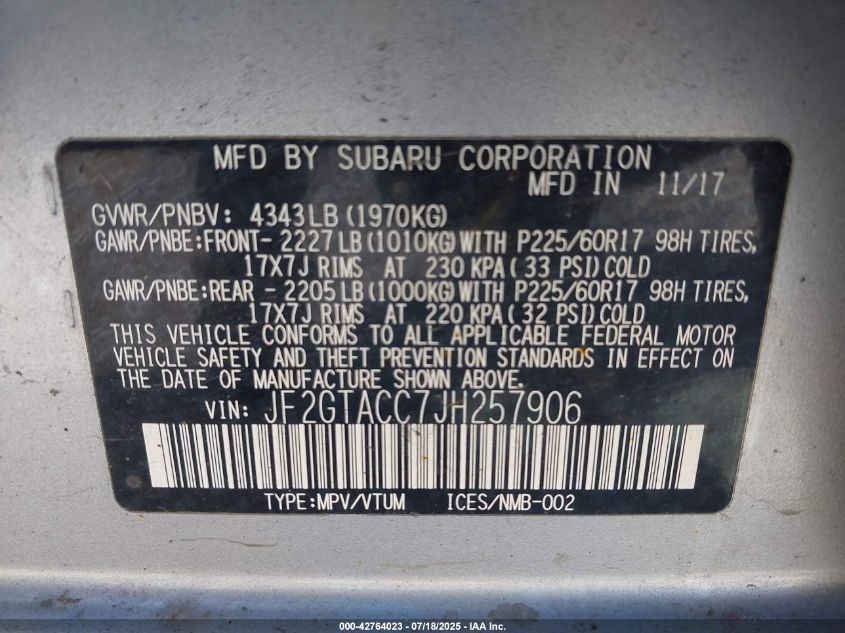 MFD BY SUBARU CORPORATION
MFD IN 11/17
GVWR/PNBV: 4343LB (1970KG)
GAWR/PNBE:FRONT- 2227LB(1010KG)WITH P225/60R17 98H TIRES,
17X7J RIMS AT 230 KPA(33 PSI)COLD
GAWR/PNBE:REAR - 2205LB(1000KG)WITH P225/60R17 98H TIRES,
17X7J RIMS AT 220 KPA(32 PSI)COLD
THIS VEHICLE CONFORMS TO ALL APPLICABLE FEDERAL MOTOR
VEHICLE SAFETY AND THEFT PREVENTION STANDARDS IN EFFECT ON
THE DATE OF MANUFACTURE SHOWN ABOVE.
VIN: JF2GTACC7JH257906
TYPE:MPV/VTUM ICES/NMB-002
000-42764023 - 07/18/2025 - IAA Inc.